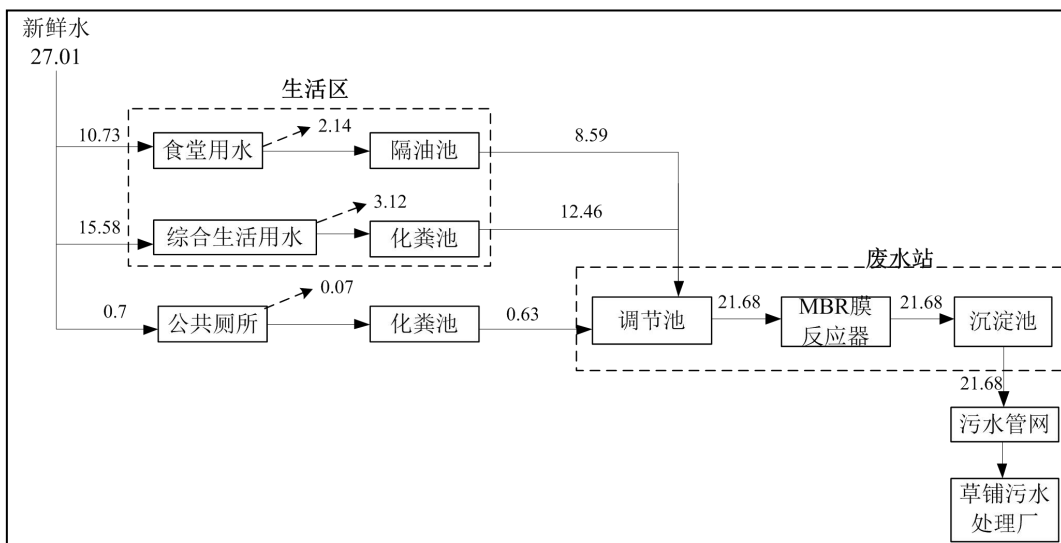 新鲜水
27.01
生活区
10.73
食堂用水
2.14
隔油池
8.59
15.58
综合生活用水
3.12
化粪池
12.46
废水站
0.7
公共厕所
0.07
化粪池
0.63
调节池
21.68
MBR膜
反应器
21.68
沉淀池
21.68
污水管网
草铺污水
处理厂